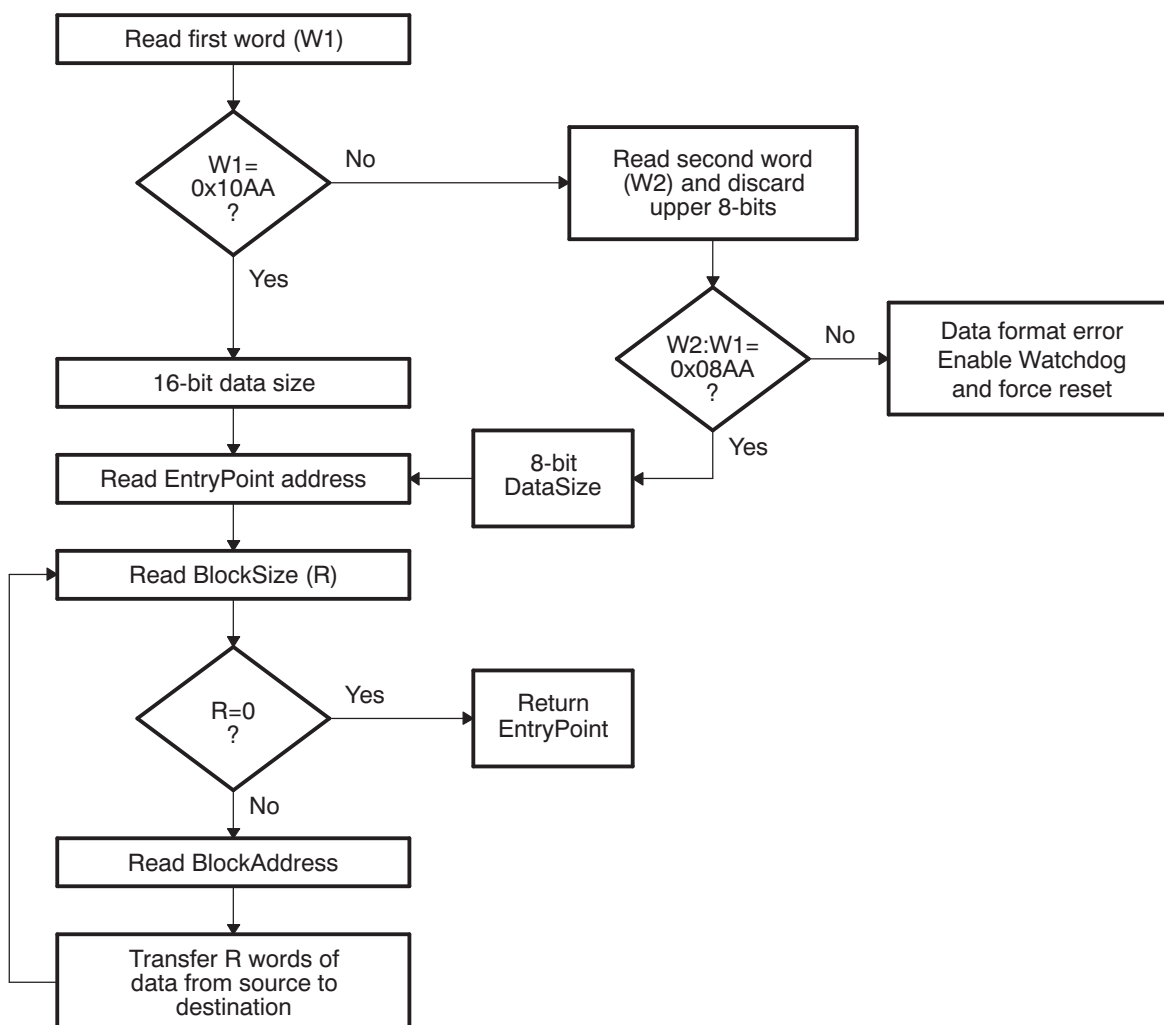 Read first word (W1)
W1=
0x10AA
?
No
Read second word
(W2) and discard
upper 8-bits
Yes
W2:W1=
0x08AA
?
No
Data format error
Enable Watchdog
and force reset
Yes
16-bit data size
8-bit
DataSize
Read EntryPoint address
Read BlockSize (R)
R=0
?
Yes
Return
EntryPoint
No
Read BlockAddress
Transfer R words of
data from source to
destination